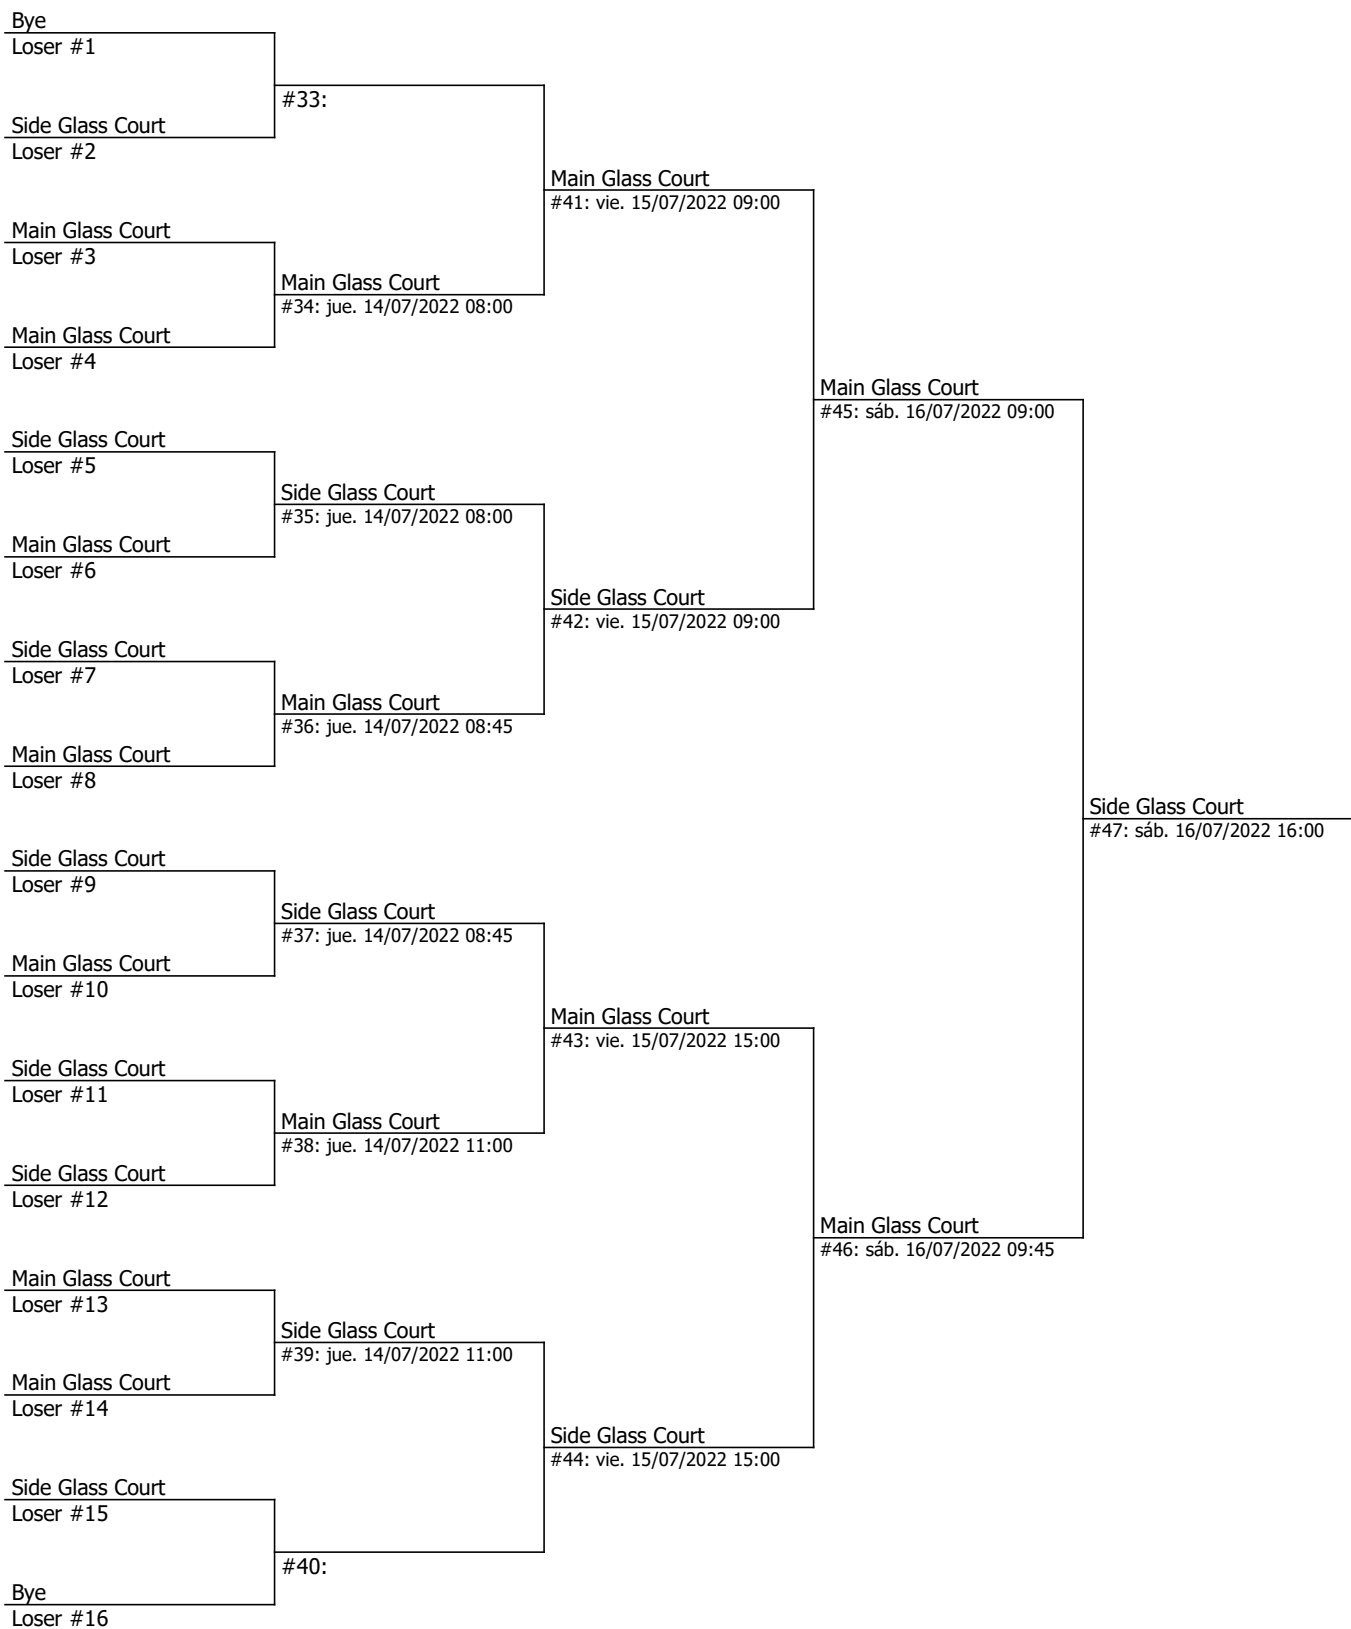 Bye
Loser #1
#33:
Side Glass Court
Loser #2
Main Glass Court
#41: vie. 15/07/2022 09:00
Main Glass Court
Loser #3
Main Glass Court
#34: jue. 14/07/2022 08:00
Main Glass Court
Loser #4
Main Glass Court
#45: sáb. 16/07/2022 09:00
Side Glass Court
Loser #5
Side Glass Court
#35: jue. 14/07/2022 08:00
Main Glass Court
Loser #6
Side Glass Court
#42: vie. 15/07/2022 09:00
Side Glass Court
Loser #7
Main Glass Court
#36: jue. 14/07/2022 08:45
Main Glass Court
Loser #8
Side Glass Court
#47: sáb. 16/07/2022 16:00
Side Glass Court
Loser #9
Side Glass Court
#37: jue. 14/07/2022 08:45
Main Glass Court
Loser #10
Main Glass Court
#43: vie. 15/07/2022 15:00
Side Glass Court
Loser #11
Main Glass Court
#38: jue. 14/07/2022 11:00
Side Glass Court
Loser #12
Main Glass Court
#46: sáb. 16/07/2022 09:45
Main Glass Court
Loser #13
Side Glass Court
#39: jue. 14/07/2022 11:00
Main Glass Court
Loser #14
Side Glass Court
#44: vie. 15/07/2022 15:00
Side Glass Court
Loser #15
#40:
Bye
Loser #16